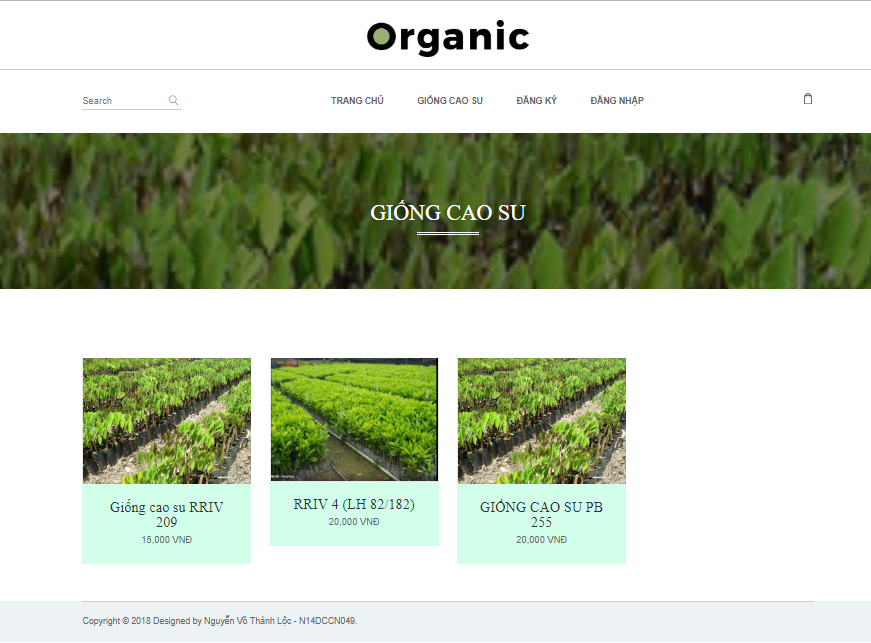 Organic
Search
TRANG CHỦ
GIỐNG CAO SU
ĐĂNG KÝ
ĐĂNG NHẬP
GIỐNG CAO SU
Giống cao su RRIV
209
15,000 VNĐ
RRIV 4 (LH 82/182)
20,000 VNĐ
GIỐNG CAO SU PB
255
20,000 VNĐ
Copyright © 2018 Designed by Nguyễn Võ Thành Lộc - N14DCCN049.